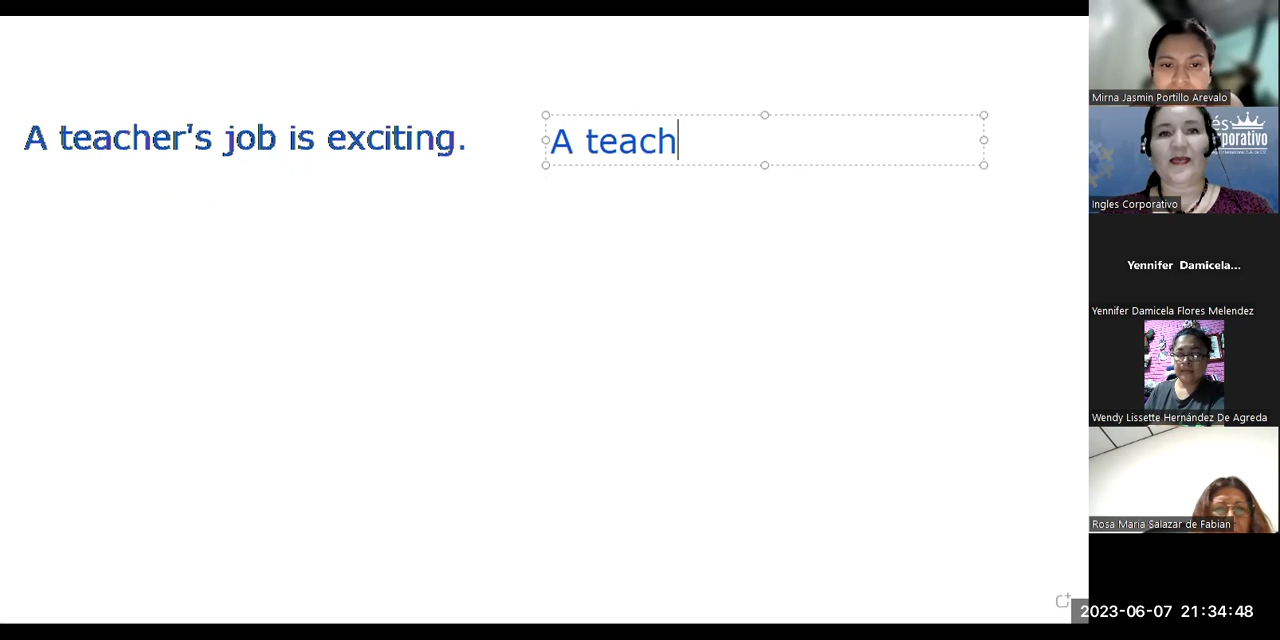 A teacher's job is exciting.
A teach
Mirna Jasmin Portillo Arevalo
Ingles Corporativo
Yennifer Damicela...
Yennifer Damicela Flores Melendez
Wendy Lissette Hernández De Agreda
Rosa Maria Salazar de Fabian
2023-06-07 21:34:48